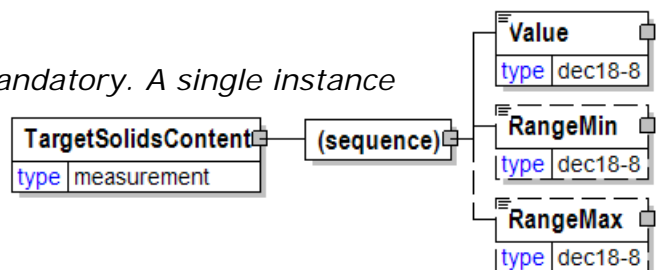 Value
type dec18-8
andatory. A single instance
RangeMin
type dec18-8
TargetSolidsContent
type measurement
(sequence)
RangeMax
type dec18-8